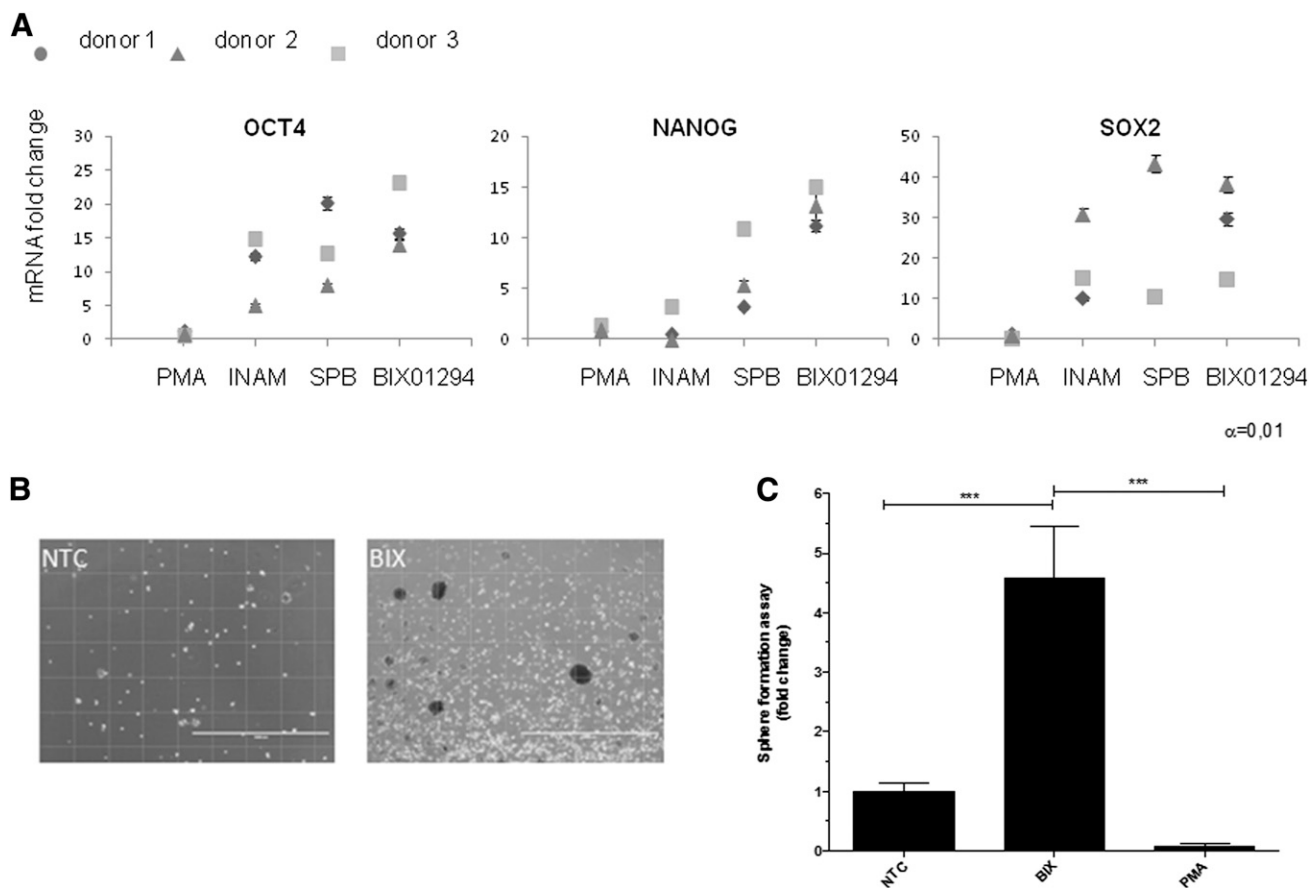 A
donor 1 donor 2 donor 3
mRNA fold change
OCT4
30
25
20
15
10
5
0
PMA INAM SPB BIX01294
NANOG
20
15
10
5
0
PMA INAM SPB BIX01294
SOX2
50
40
30
20
10
0
PMA INAM SPB BIX01294
α=0,01
B
NTC
BIX
C
Sphere formation assay
(fold change)
6
5
4
3
2
1
0
***
***
NTC BIX PMA